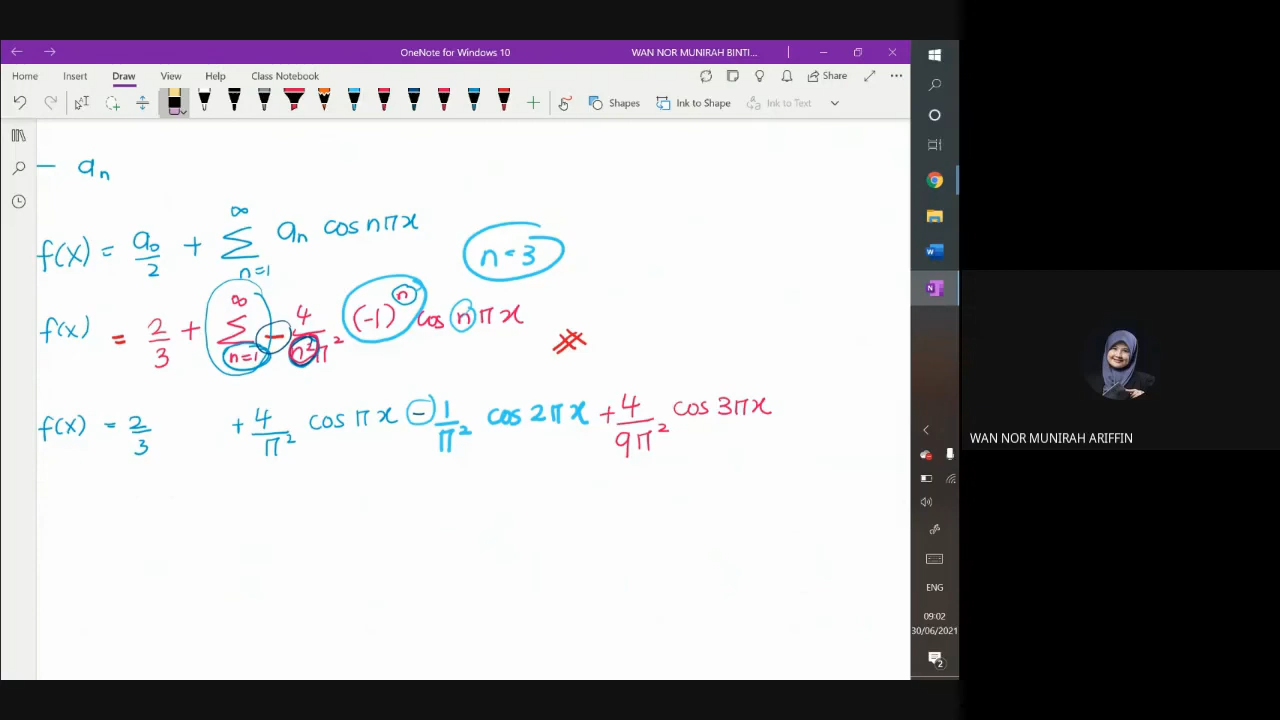 OneNote for Windows 10
WAN NOR MUNIRAH BINTI...
Home Insert Draw View Help Class Notebook Share
Shapes Ink to Shape Ink to Text
− aₙ
f(x) = a₀/2 + ∞ Σ n=1 aₙ cos nπx
n = 3
f(x) = 2/3 + ∞ Σ n=1 − 4/n²π² (-1)ⁿ cos nπx
f(x) = 2/3 + 4/π² cos πx − 1/π² cos 2πx + 4/9π² cos 3πx
WAN NOR MUNIRAH ARIFFIN
ENG
09:02
30/06/2021
2